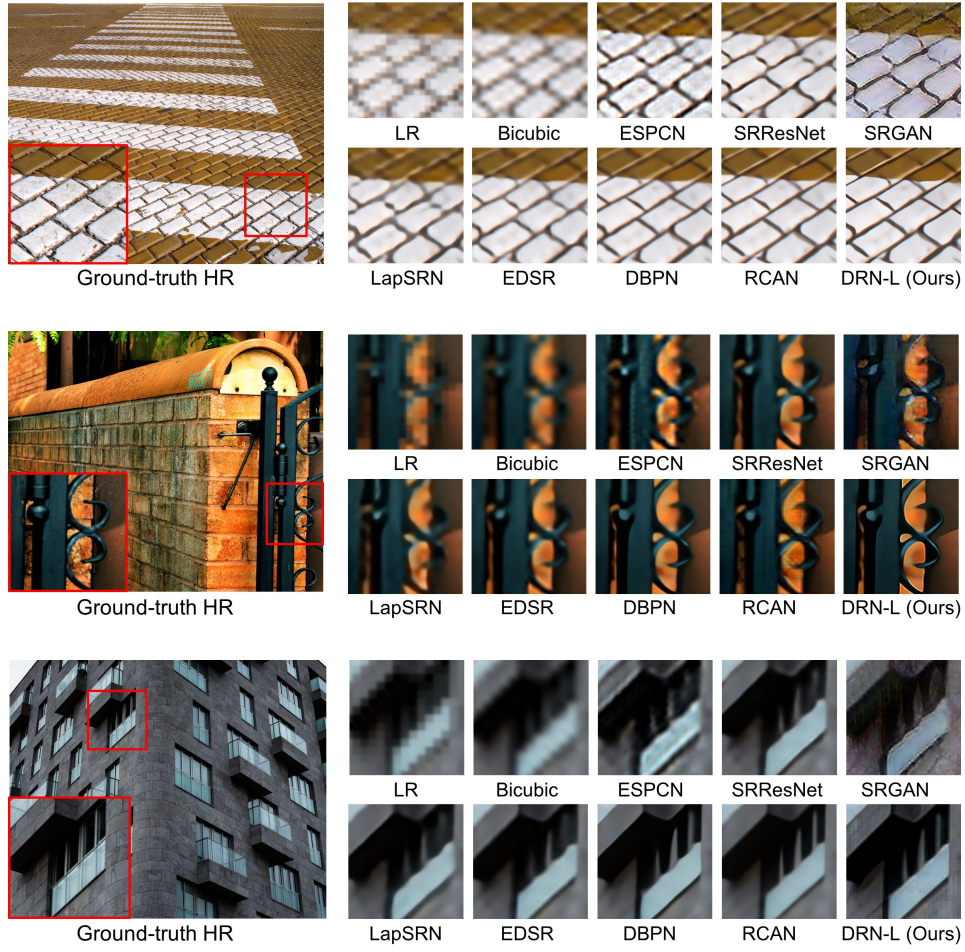 LR Bicubic ESPCN SRResNet SRGAN
Ground-truth HR LapSRN EDSR DBPN RCAN DRN-L (Ours)
LR Bicubic ESPCN SRResNet SRGAN
Ground-truth HR LapSRN EDSR DBPN RCAN DRN-L (Ours)
LR Bicubic ESPCN SRResNet SRGAN
Ground-truth HR LapSRN EDSR DBPN RCAN DRN-L (Ours)